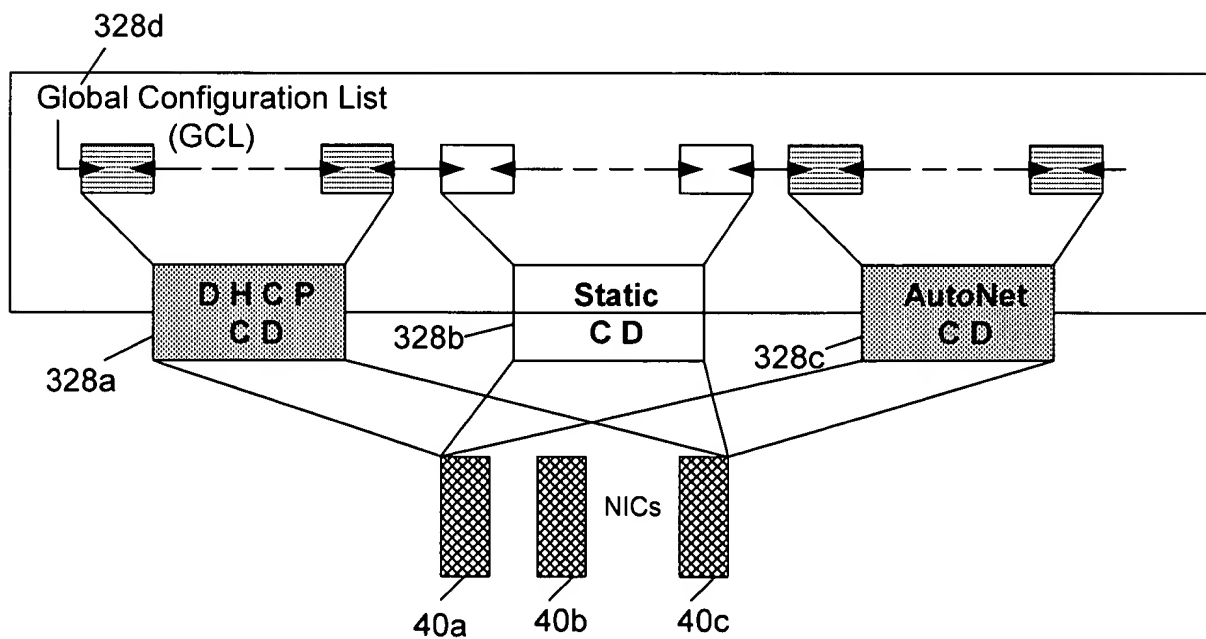 328d
Global Configuration List
(GCL)
D H C P
C D
Static
C D
AutoNet
C D
328a
328b
328c
NICs
40a
40b
40c